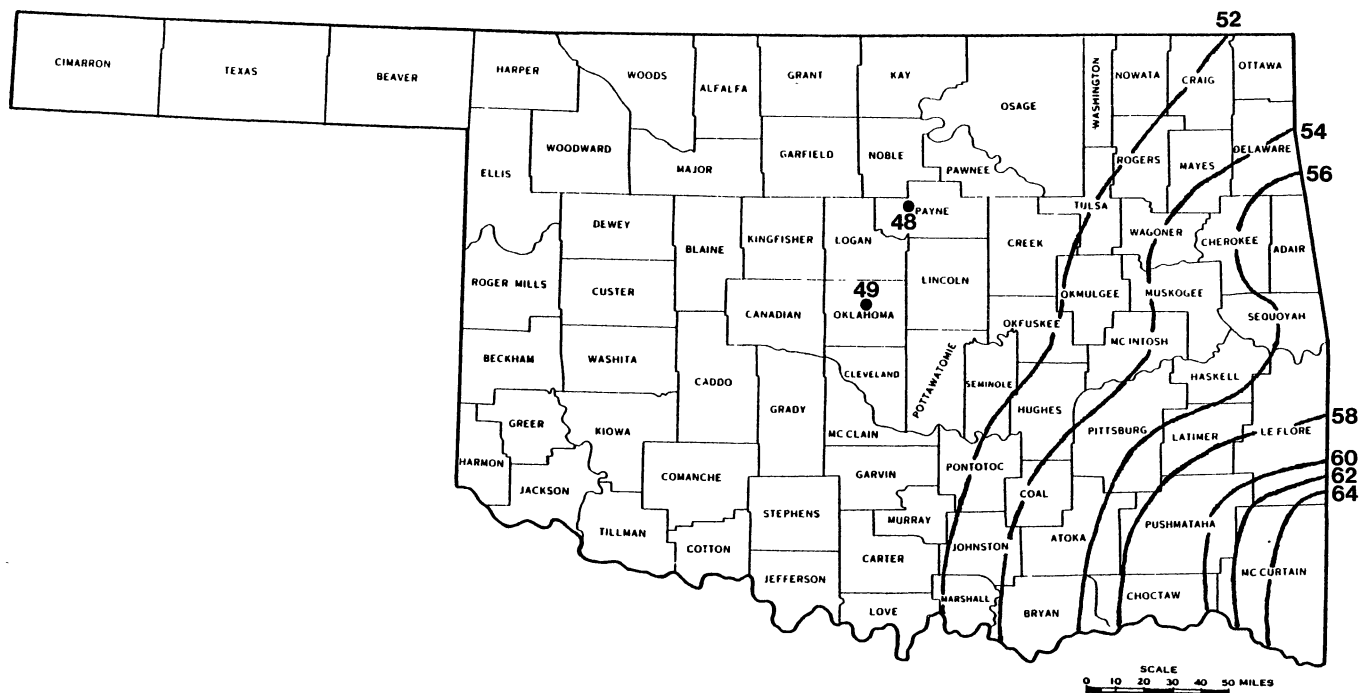 52
CIMARRON
TEXAS
BEAVER
HARPER
WOODS
ALFALFA
GRANT
KAY
OSAGE
WASHINGTON
NOWATA
CRAIG
OTTAWA
54
56
WOODWARD
ELLIS
MAJOR
GARFIELD
NOBLE
PAWNEE
ROGERS
MAYES
DELAWARE
DEWEY
BLAINE
KINGFISHER
LOGAN
PAYNE
48
CREEK
TULSA
WAGONER
CHEROKEE
ADAIR
ROGER MILLS
CUSTER
CANADIAN
49
OKLAHOMA
LINCOLN
OKMULGEE
MUSKOGEE
SEQUOYAH
OKFUSKEE
MC INTOSH
BECKHAM
WASHITA
CADDO
GRADY
CLEVELAND
POTTAWATOMIE
SEMINOLE
HUGHES
HASKELL
PITTSBURG
LATIMER
LE FLORE
58
GREER
KIOWA
MC CLAIN
HARMON
JACKSON
COMANCHE
GARVIN
PONTOTOC
COAL
60
62
64
TILLMAN
COTTON
STEPHENS
MURRAY
JOHNSTON
ATOKA
PUSHMATAHA
CARTER
JEFFERSON
LOVE
MARSHALL
BRYAN
CHOCTAW
MC CURTAIN
SCALE
0 10 20 30 40 50 MILES